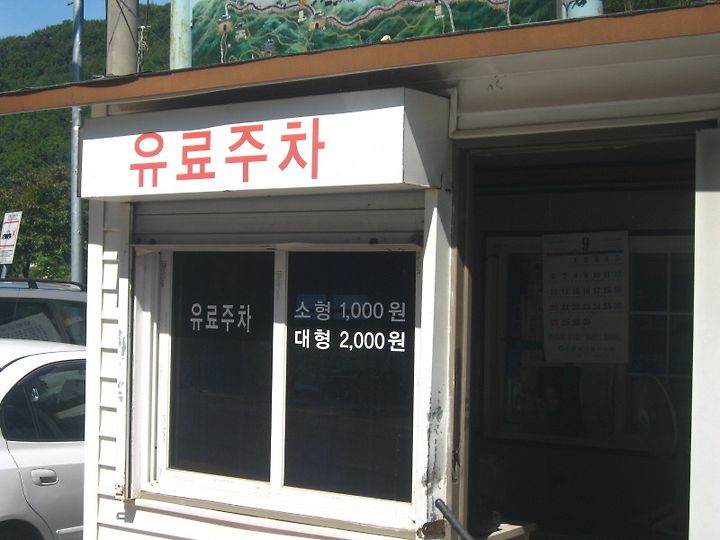 유료주차
유료주차
소형 1,000원
대형 2,000원
9